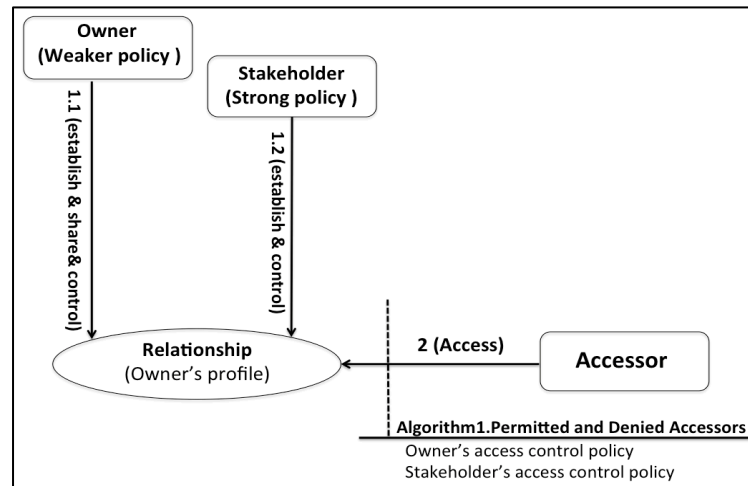 Owner
(Weaker policy )
Stakeholder
(Strong policy )
1.1 (establish & share& control)
1.2 (establish & control)
Relationship
(Owner's profile)
2 (Access)
Accessor
Algorithm1.Permitted and Denied Accessors
Owner's access control policy
Stakeholder's access control policy